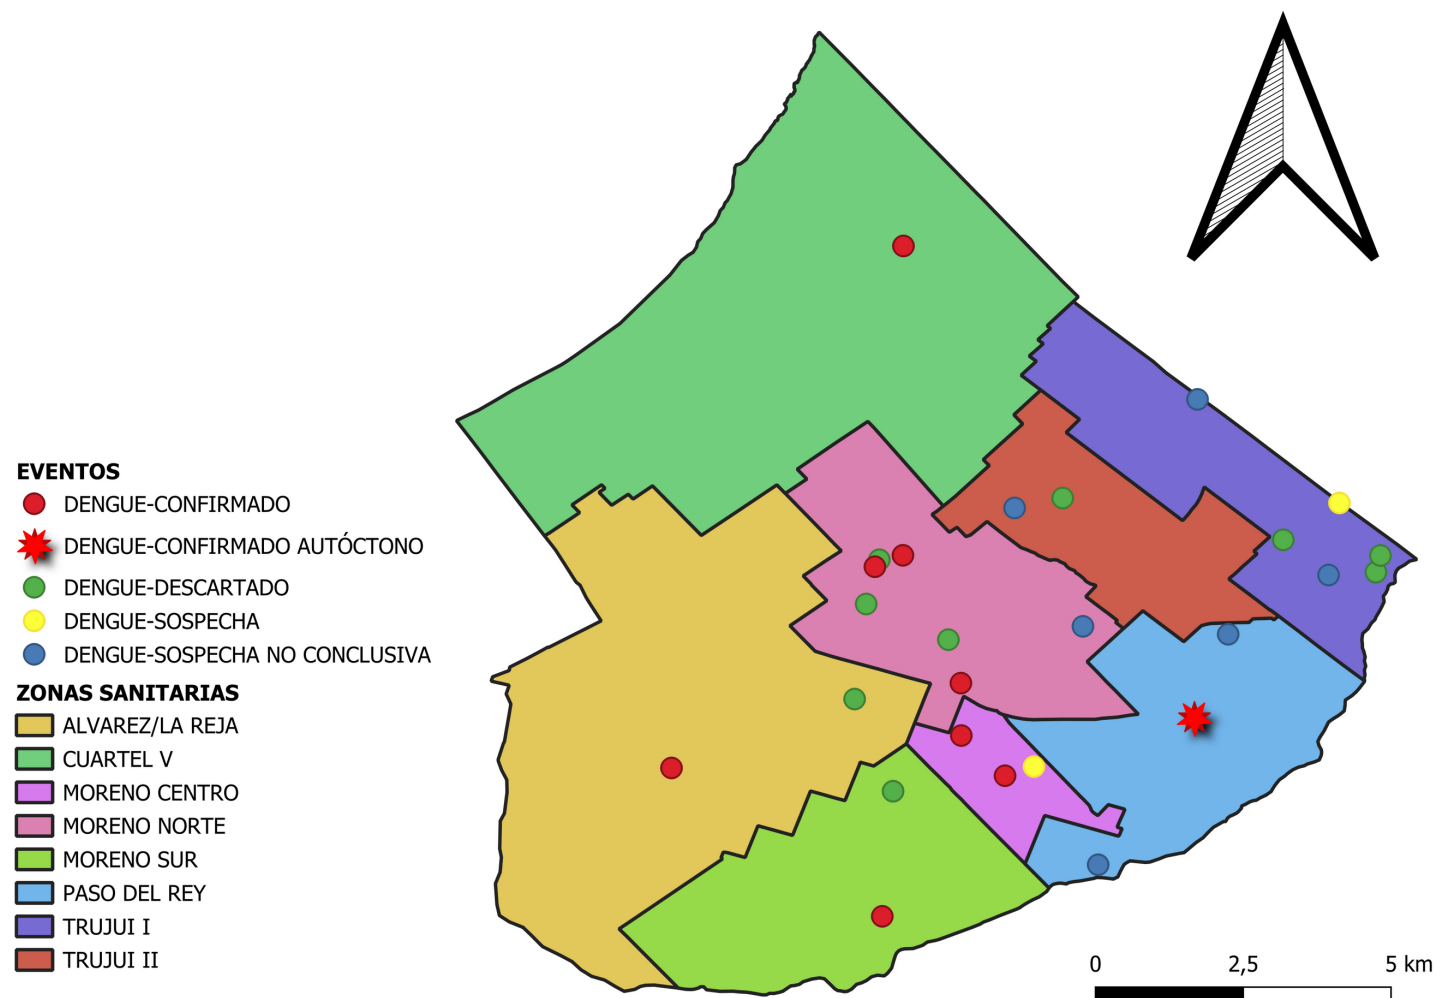 EVENTOS
DENGUE-CONFIRMADO
DENGUE-CONFIRMADO AUTÓCTONO
DENGUE-DESCARTADO
DENGUE-SOSPECHA
DENGUE-SOSPECHA NO CONCLUSIVA
ZONAS SANITARIAS
ALVAREZ/LA REJA
CUARTEL V
MORENO CENTRO
MORENO NORTE
MORENO SUR
PASO DEL REY
TRUJUI I
TRUJUI II
0 2,5 5 km